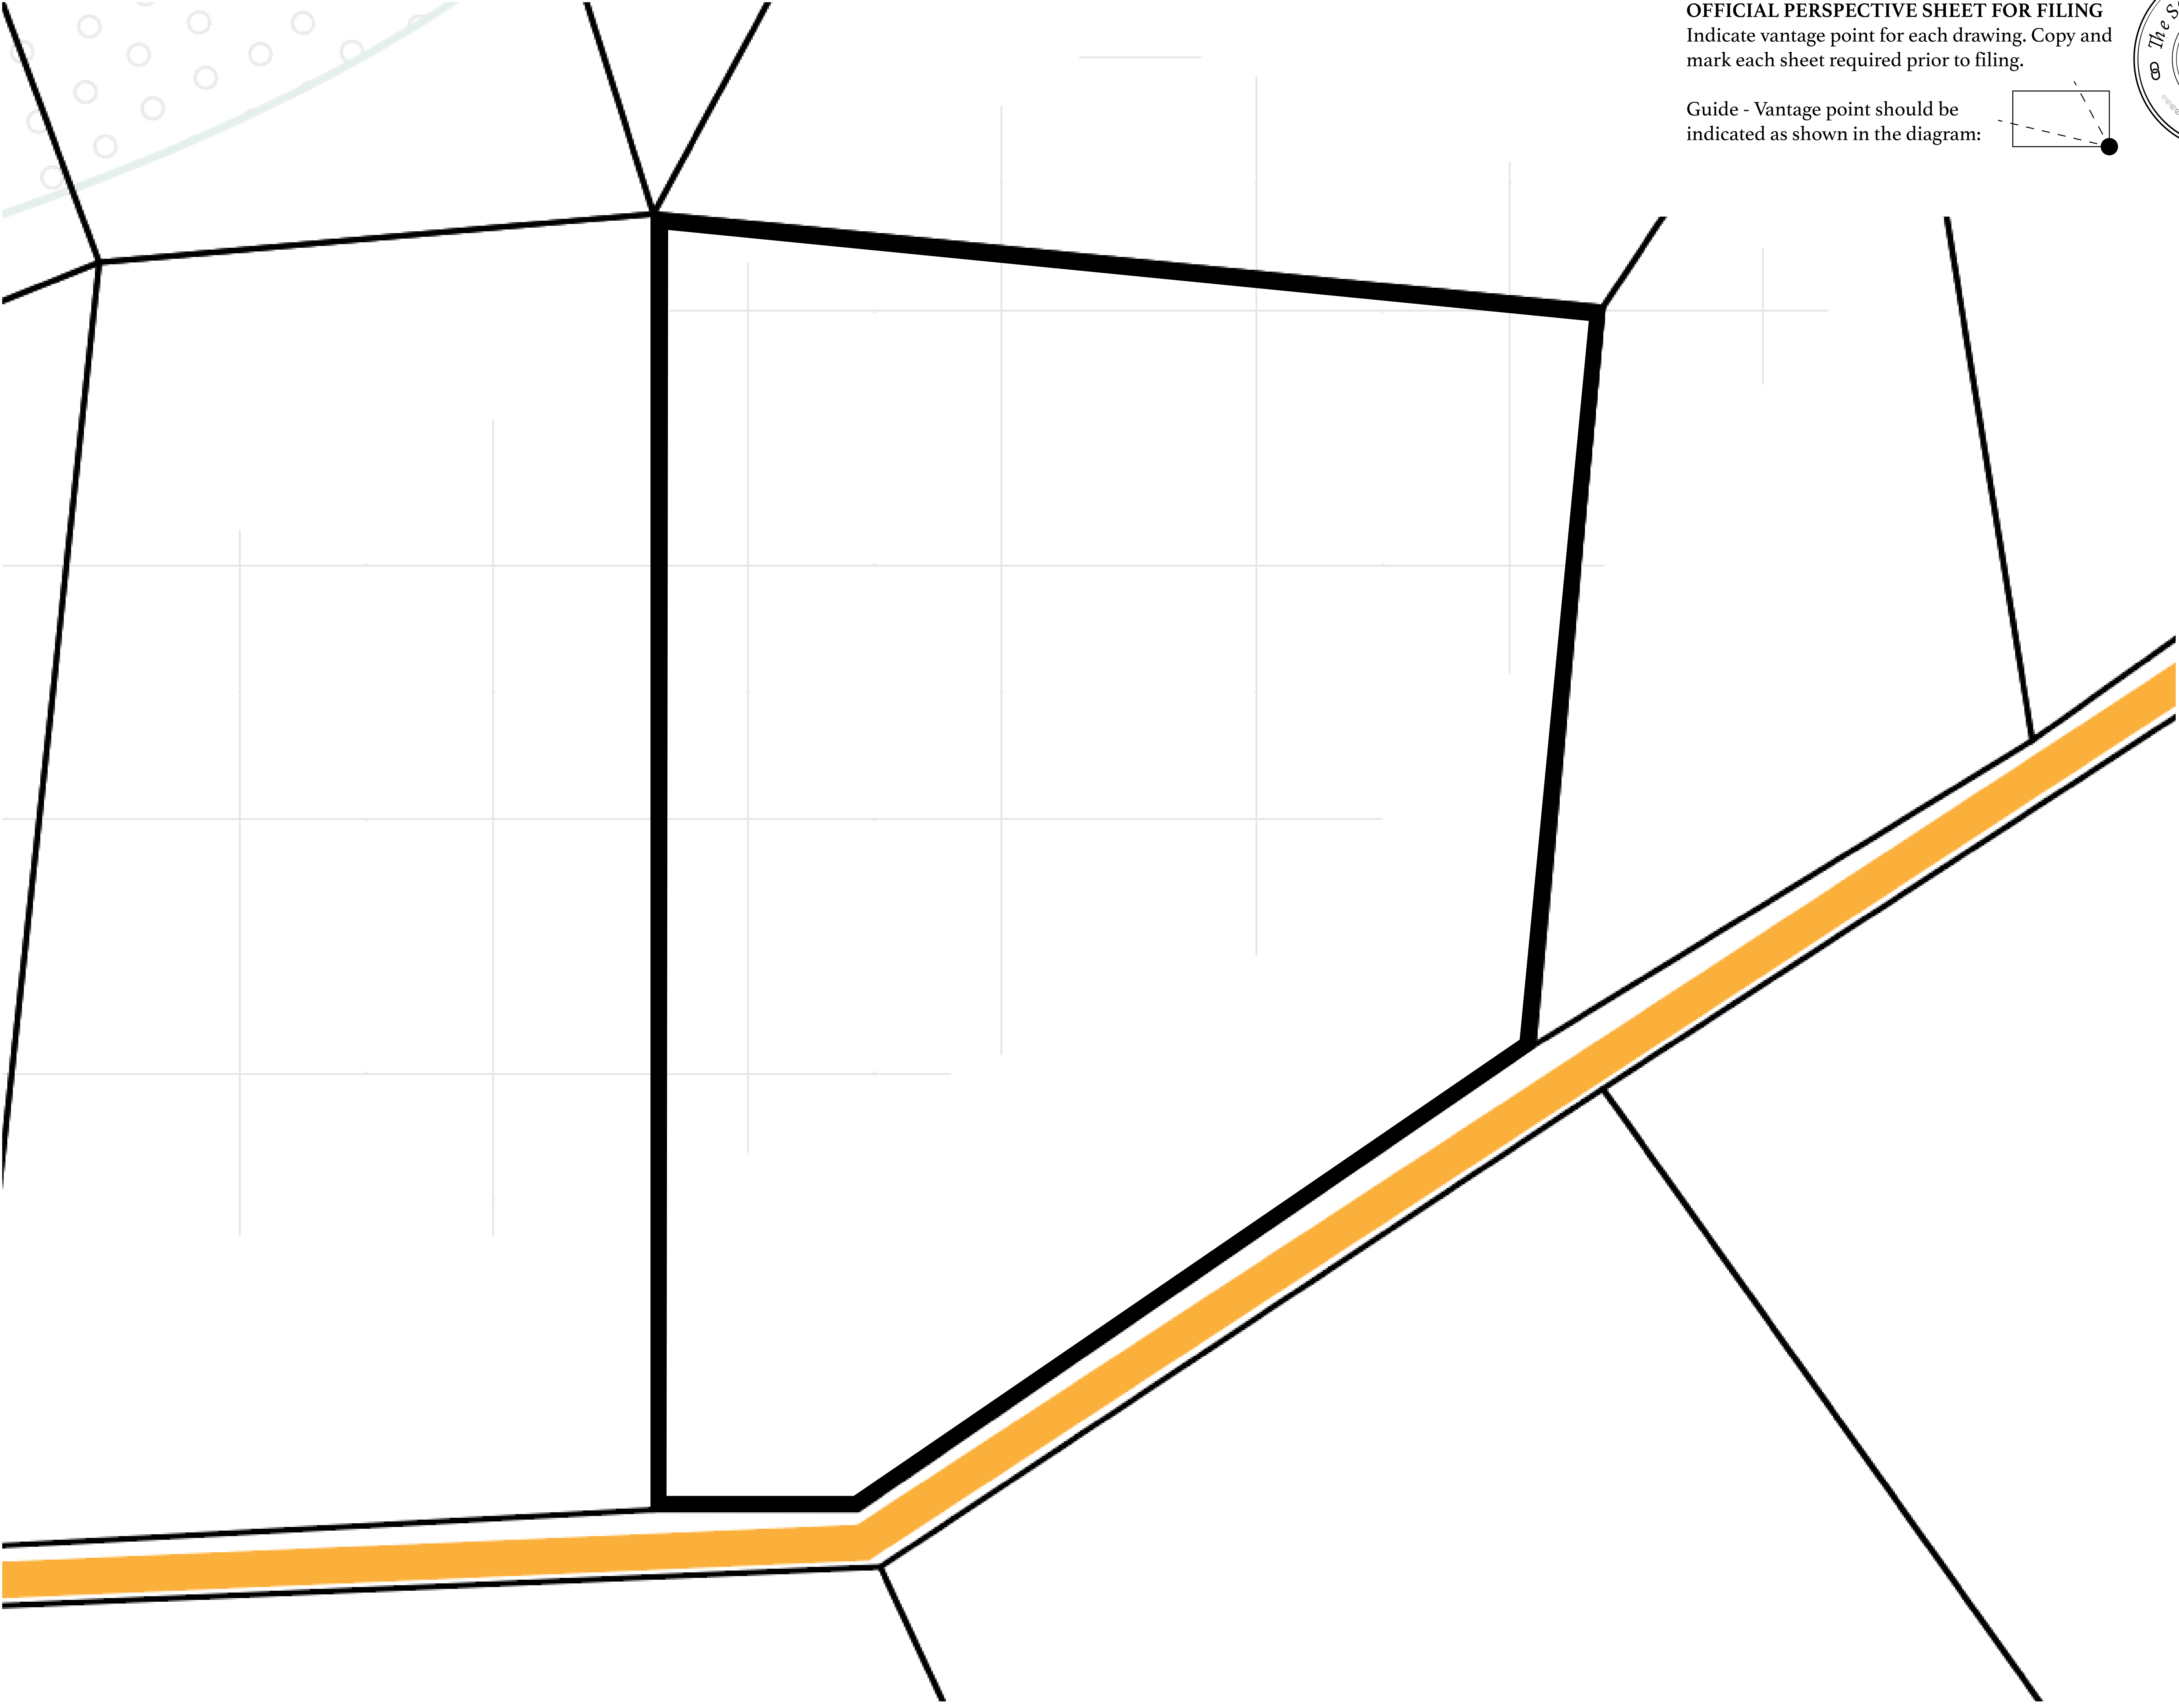 OFFICIAL PERSPECTIVE SHEET FOR FILING
Indicate vantage point for each drawing. Copy and
mark each sheet required prior to filing.
Guide - Vantage point should be
indicated as shown in the diagram:
The